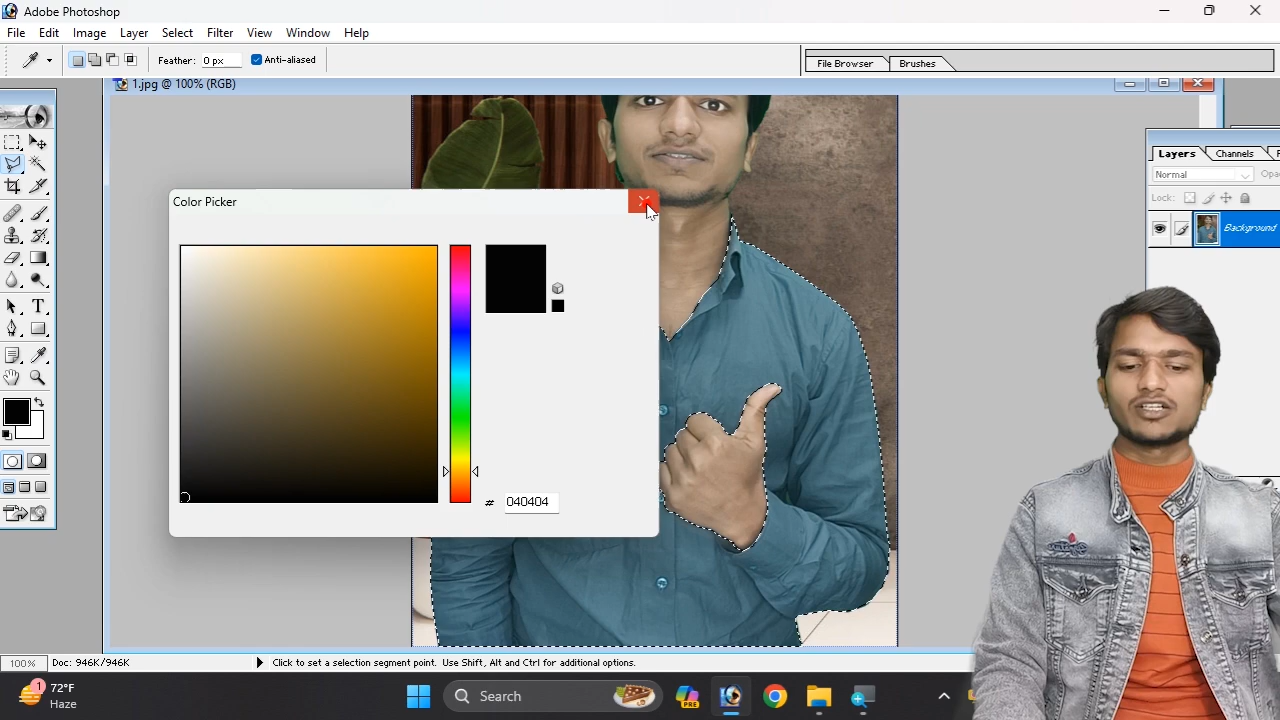 Adobe Photoshop
File Edit Image Layer Select Filter View Window Help
Feather: 0 px Anti-aliased
File Browser Brushes
1.jpg @ 100% (RGB)
Layers Channels
Normal
Lock:
Background
Color Picker
# 040404
T
100% Doc: 946K/946K Click to set a selection segment point. Use Shift, Alt and Ctrl for additional options.
1
72°F
Haze
Search
PRE